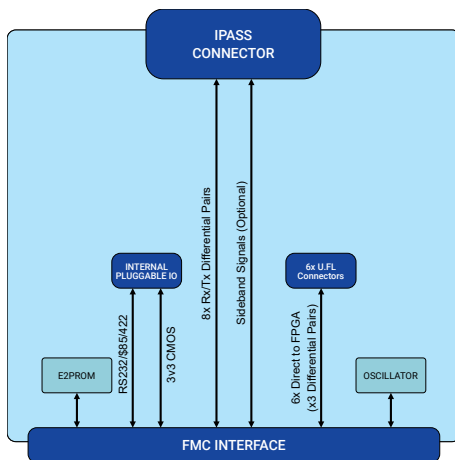 IPASS
CONNECTOR
8x Rx/Tx Differential Pairs
Sideband Signals (Optional)
INTERNAL
PLUGGABLE IO
6x U.FL
Connectors
RS232/$85/422
3v3 CMOS
6x Direct to FPGA
(x3 Differential Pairs)
E2PROM
OSCILLATOR
FMC INTERFACE